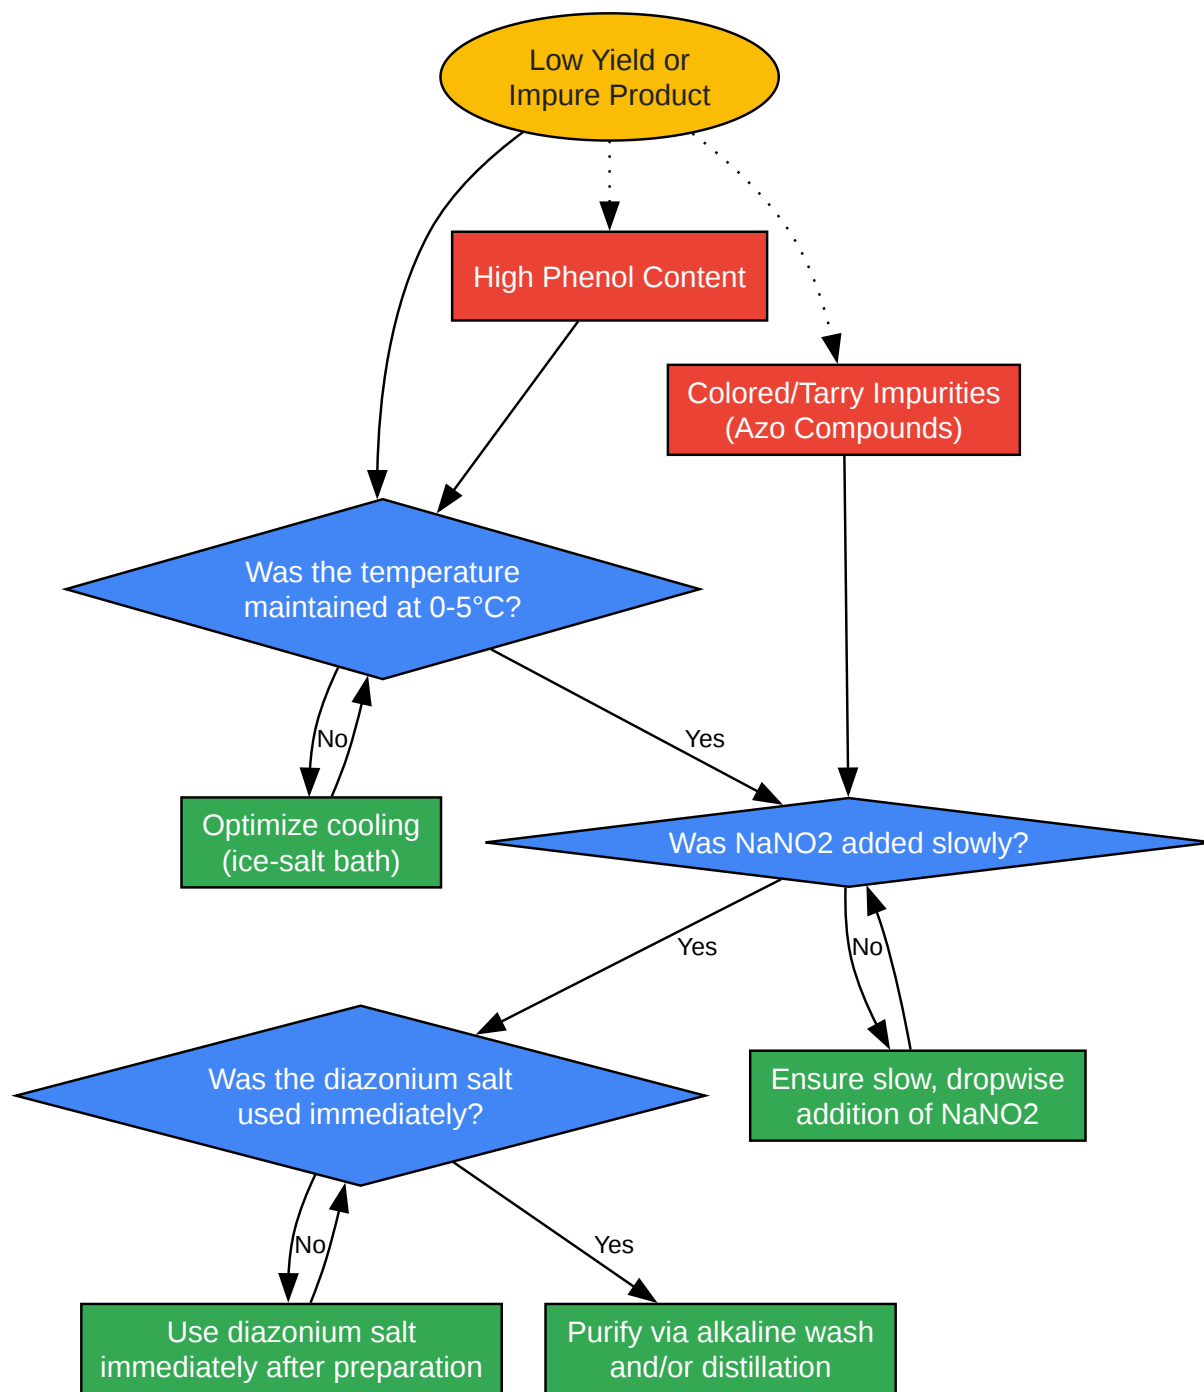 Low Yield or
Impure Product
High Phenol Content
Colored/Tarry Impurities
(Azo Compounds)
Was the temperature
maintained at 0-5°C?
No
Yes
Optimize cooling
(ice-salt bath)
Was NaNO2 added slowly?
Yes
No
Was the diazonium salt
used immediately?
Ensure slow, dropwise
addition of NaNO2
No
Yes
Use diazonium salt
immediately after preparation
Purify via alkaline wash
and/or distillation